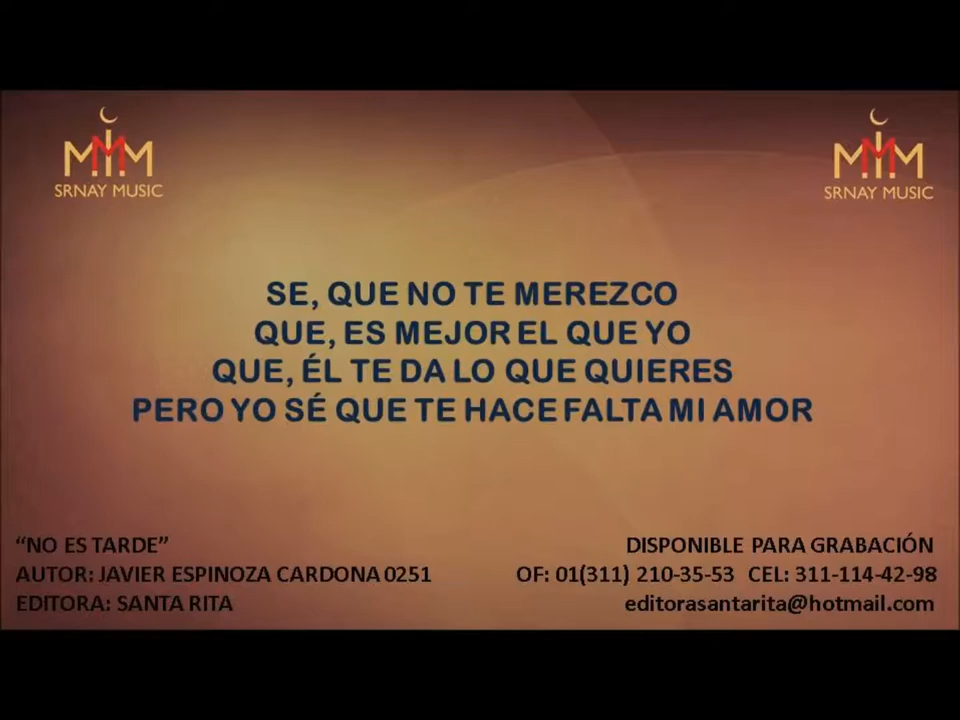 SRNAY MUSIC
SRNAY MUSIC
SE, QUE NO TE MEREZCO
QUE, ES MEJOR EL QUE YO
QUE, ÉL TE DA LO QUE QUIERES
PERO YO SÉ QUE TE HACE FALTA MI AMOR
“NO ES TARDE”
AUTOR: JAVIER ESPINOZA CARDONA 0251
EDITORA: SANTA RITA
DISPONIBLE PARA GRABACIÓN
OF: 01(311) 210-35-53 CEL: 311-114-42-98
editorasantarita@hotmail.com